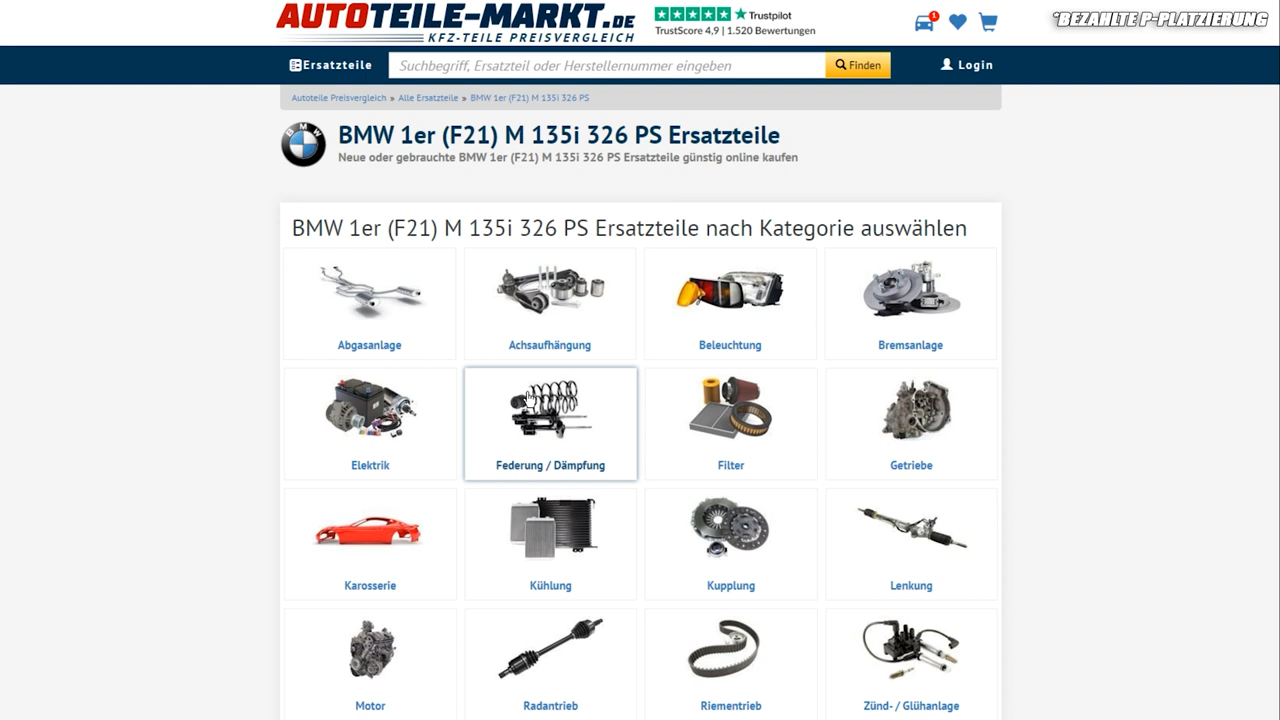 AUTOTEILE-MARKT.DE
KFZ-TEILE PREISVERGLEICH
Trustpilot
TrustScore 4,9 | 1.520 Bewertungen
1
*BEZAHLTE P-PLATZIERUNG
Ersatzteile
Suchbegriff, Ersatzteil oder Herstellernummer eingeben
Finden
Login
Autoteile Preisvergleich » Alle Ersatzteile » BMW 1er (F21) M 135i 326 PS
BMW
BMW 1er (F21) M 135i 326 PS Ersatzteile
Neue oder gebrauchte BMW 1er (F21) M 135i 326 PS Ersatzteile günstig online kaufen
BMW 1er (F21) M 135i 326 PS Ersatzteile nach Kategorie auswählen
Abgasanlage
Achsaufhängung
Beleuchtung
Bremsanlage
Elektrik
Federung / Dämpfung
Filter
Getriebe
Karosserie
Kühlung
Kupplung
Lenkung
Motor
Radantrieb
Riementrieb
Zünd- / Glühanlage